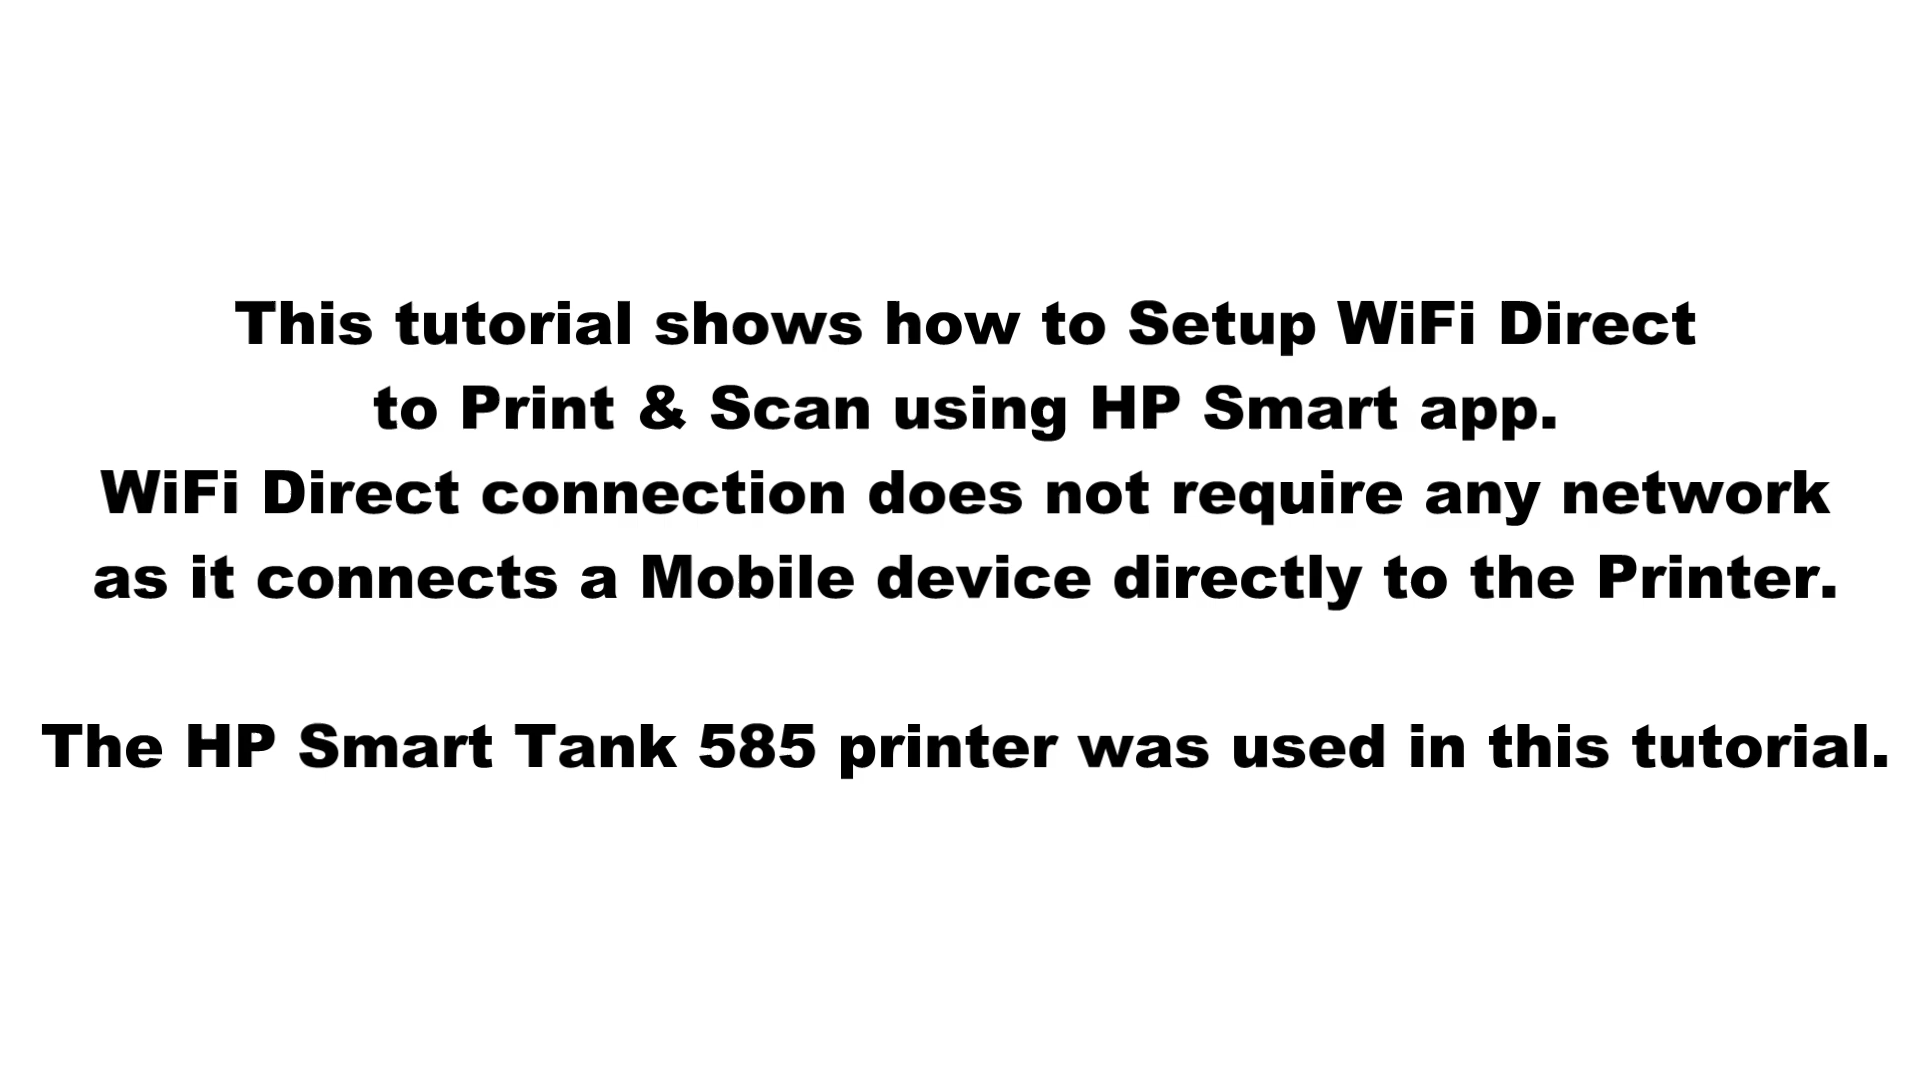 This tutorial shows how to Setup WiFi Direct
to Print & Scan using HP Smart app.
WiFi Direct connection does not require any network
as it connects a Mobile device directly to the Printer.
The HP Smart Tank 585 printer was used in this tutorial.